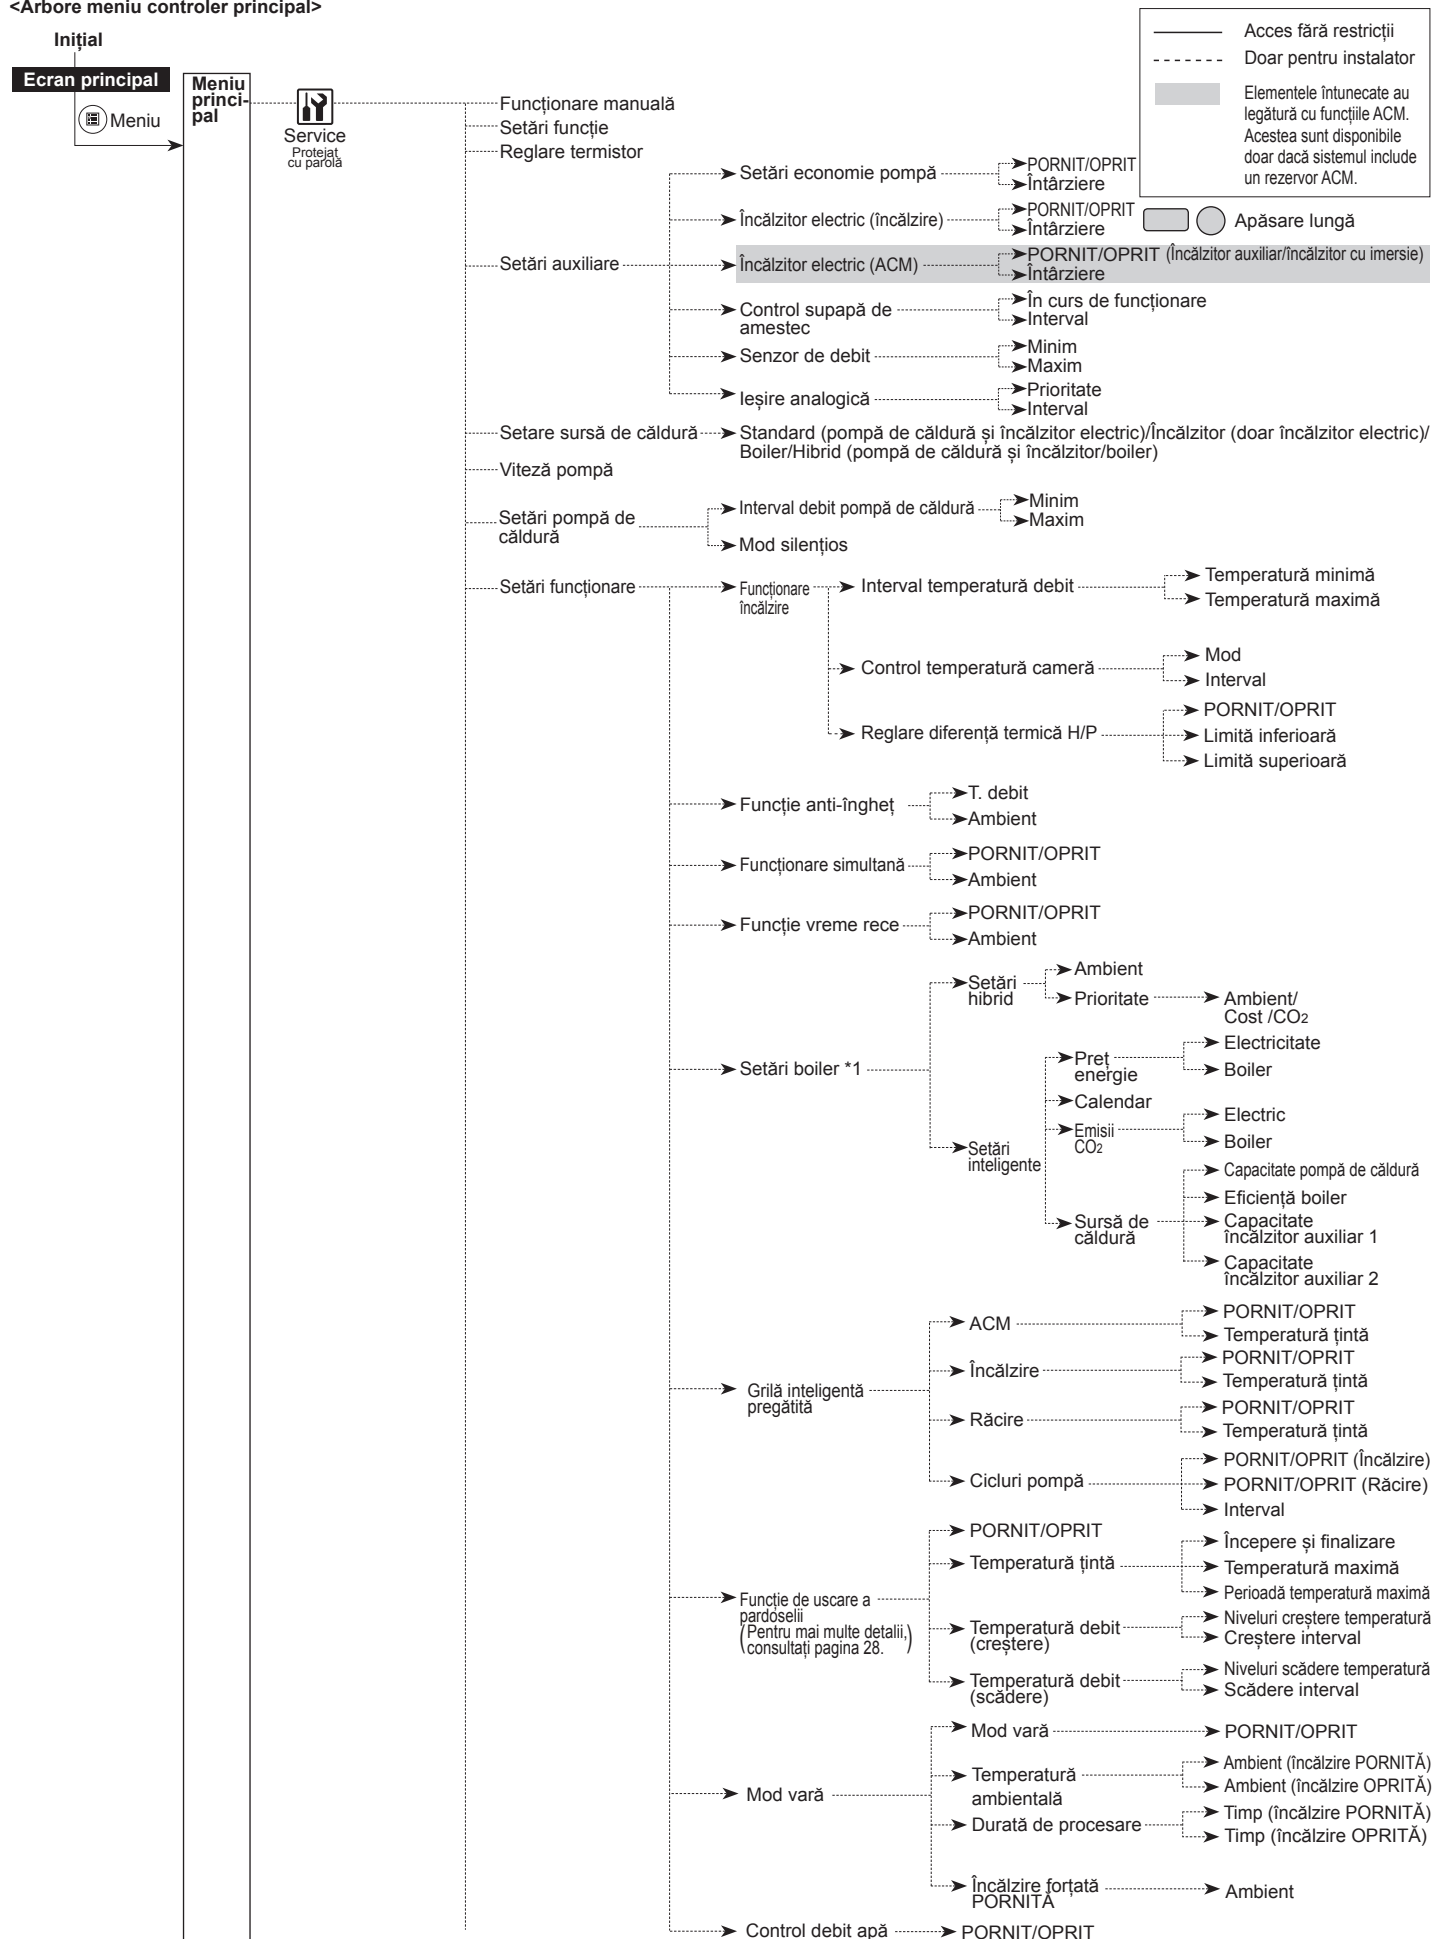 <Arbore meniu controler principal>
Inițial
Ecran principal
Meniu
Meniu
princi-
pal
Service
Protejat
cu parolă
Acces fără restricții
Doar pentru instalator
Elementele întunecate au
legătură cu funcțiile ACM.
Acestea sunt disponibile
doar dacă sistemul include
un rezervor ACM.
Apăsare lungă
Funcționare manuală
Setări funcție
Reglare termistor
Setări auxiliare
Setări economie pompă
PORNIT/OPRIT
Întârziere
Încălzitor electric (încălzire)
PORNIT/OPRIT
Întârziere
Încălzitor electric (ACM)
PORNIT/OPRIT (Încălzitor auxiliar/încălzitor cu imersie)
Întârziere
Control supapă de
amestec
În curs de funcționare
Interval
Senzor de debit
Minim
Maxim
Ieșire analogică
Prioritate
Interval
Setare sursă de căldură
Standard (pompă de căldură și încălzitor electric)/Încălzitor (doar încălzitor electric)/
Boiler/Hibrid (pompă de căldură și încălzitor/boiler)
Viteză pompă
Setări pompă de
căldură
Interval debit pompă de căldură
Minim
Maxim
Mod silențios
Setări funcționare
Funcționare
încălzire
Interval temperatură debit
Temperatură minimă
Temperatură maximă
Control temperatură cameră
Mod
Interval
Reglare diferență termică H/P
PORNIT/OPRIT
Limită inferioară
Limită superioară
Funcție anti-îngheț
T. debit
Ambient
Funcționare simultană
PORNIT/OPRIT
Ambient
Funcție vreme rece
PORNIT/OPRIT
Ambient
Setări boiler *1
Setări
hibrid
Ambient
Prioritate
Ambient/
Cost /CO2
Setări
inteligente
Preț
energie
Electricitate
Boiler
Calendar
Emisii
CO2
Electric
Boiler
Sursă de
căldură
Capacitate pompă de căldură
Eficiență boiler
Capacitate
încălzitor auxiliar 1
Capacitate
încălzitor auxiliar 2
Grilă inteligentă
pregătită
ACM
PORNIT/OPRIT
Temperatură țintă
Încălzire
PORNIT/OPRIT
Temperatură țintă
Răcire
PORNIT/OPRIT
Temperatură țintă
Cicluri pompă
PORNIT/OPRIT (Încălzire)
PORNIT/OPRIT (Răcire)
Interval
Funcție de uscare a
pardoselii
(Pentru mai multe detalii,
consultați pagina 28.)
PORNIT/OPRIT
Temperatură țintă
Începere și finalizare
Temperatură maximă
Perioadă temperatură maximă
Temperatură debit
(creștere)
Niveluri creștere temperatură
Creștere interval
Temperatură debit
(scădere)
Niveluri scădere temperatură
Scădere interval
Mod vară
Mod vară
PORNIT/OPRIT
Temperatură
ambientală
Ambient (încălzire PORNITĂ)
Ambient (încălzire OPRITĂ)
Durată de procesare
Timp (încălzire PORNITĂ)
Timp (încălzire OPRITĂ)
Încălzire forțată
PORNITĂ
Ambient
Control debit apă
PORNIT/OPRIT